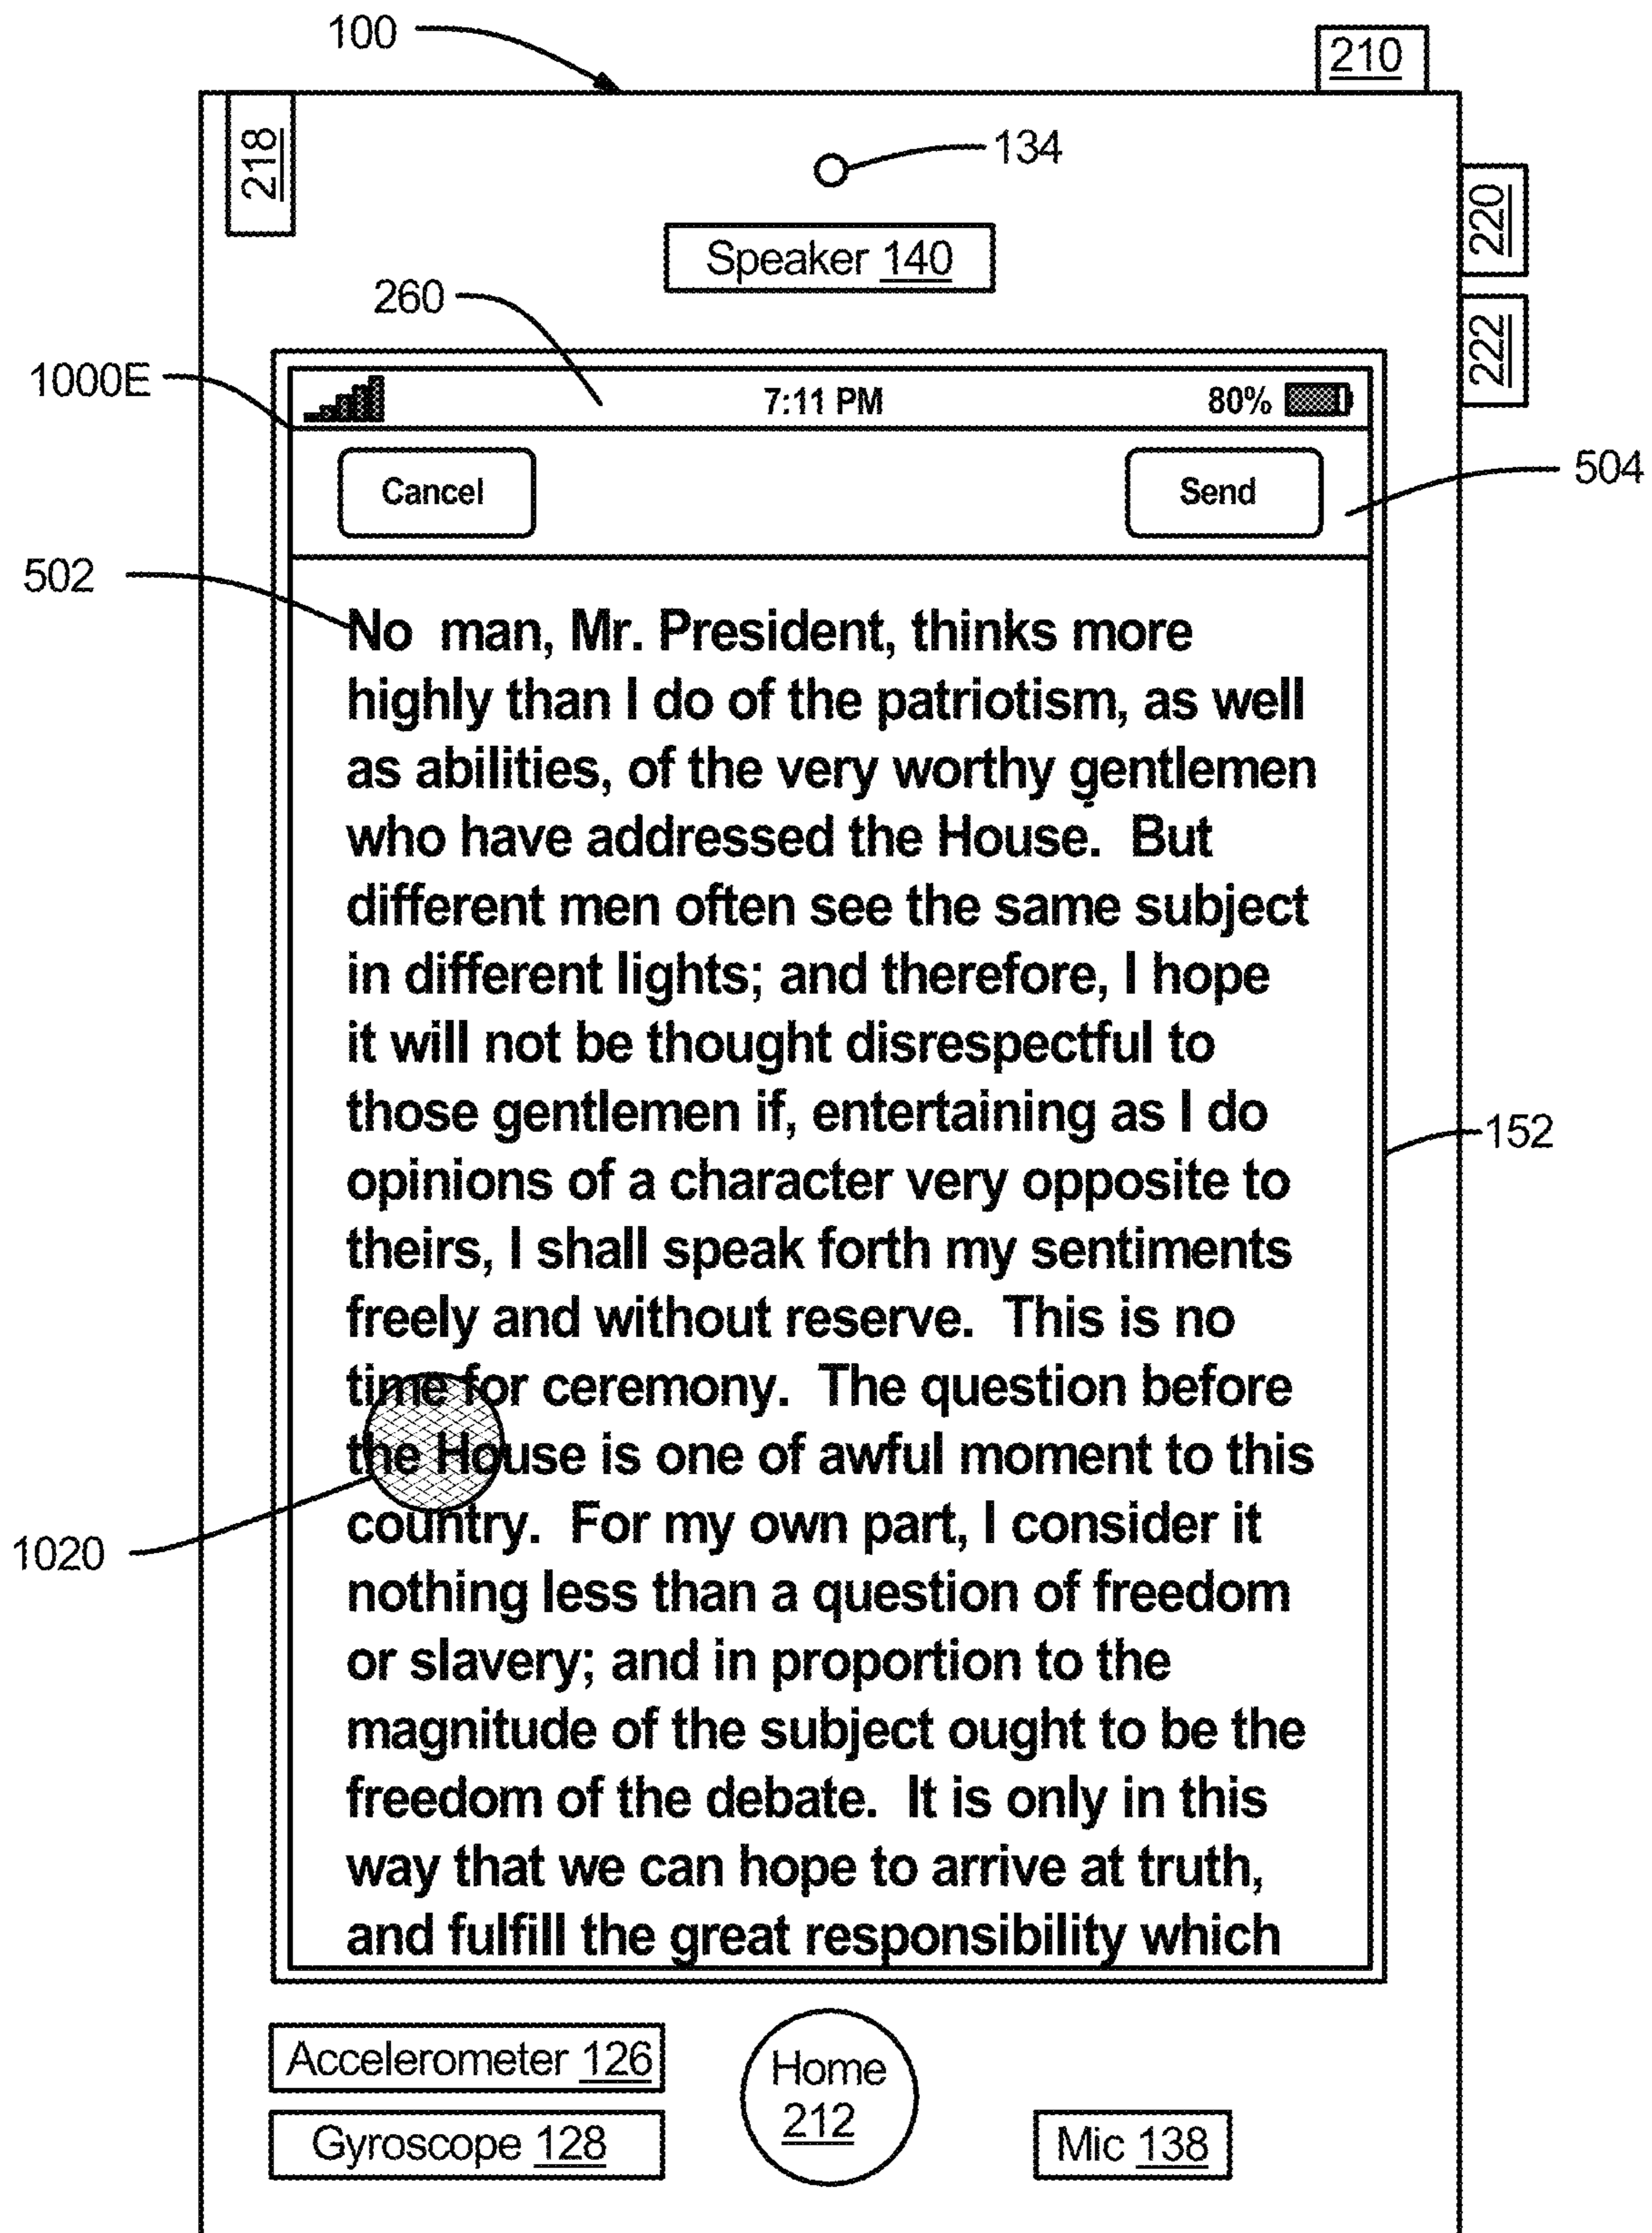 100
210
218
134
220
Speaker 140
260
222
1000E
7:11 PM
80%
504
Cancel
Send
502
No  man, Mr. President, thinks more
highly than I do of the patriotism, as well
as abilities, of the very worthy gentlemen
who have addressed the House.  But
different men often see the same subject
in different lights; and therefore, I hope
it will not be thought disrespectful to
those gentlemen if, entertaining as I do
152
opinions of a character very opposite to
theirs, I shall speak forth my sentiments
freely and without reserve.  This is no
time for ceremony.  The question before
the House is one of awful moment to this
country.  For my own part, I consider it
1020
nothing less than a question of freedom
or slavery; and in proportion to the
magnitude of the subject ought to be the
freedom of the debate.  It is only in this
way that we can hope to arrive at truth,
and fulfill the great responsibility which
Accelerometer 126
Home
212
Gyroscope 128
Mic 138